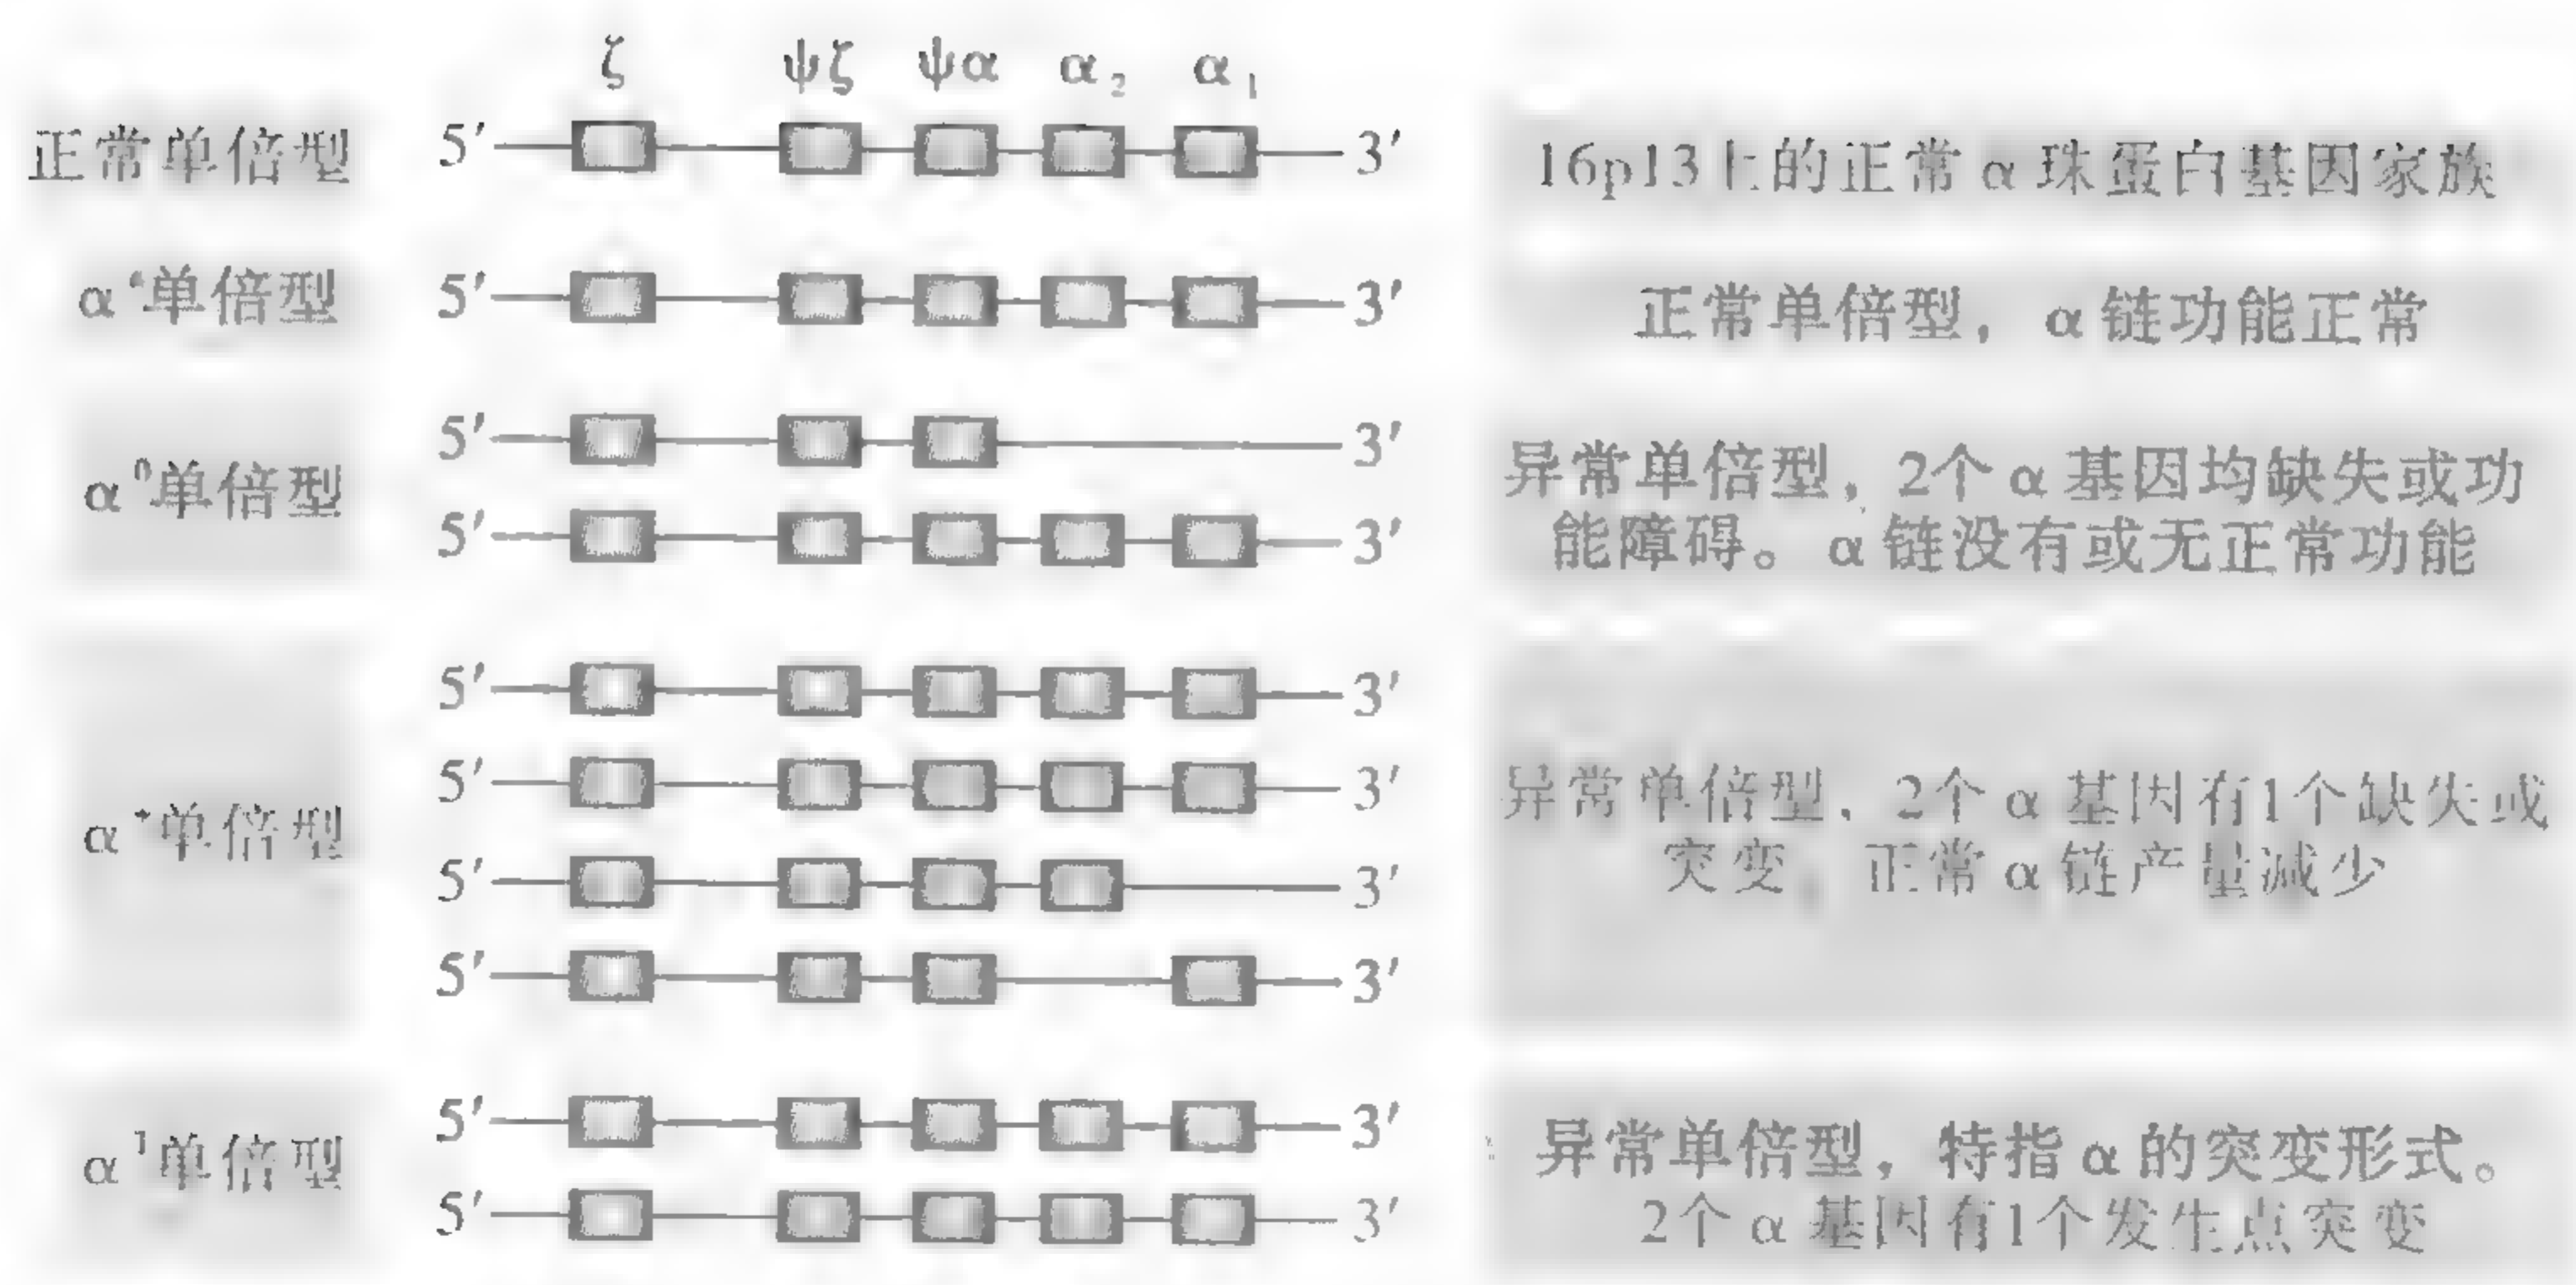 ζ ψζ ψα α₂ α₁
正常单倍型 5′ 3′ 16p13上的正常α珠蛋白基因家族
单倍型 5′ 3′ 正常单倍型，α链功能正常
5′ 3′
α⁰单倍型 异常单倍型，2个α基因均缺失或功
5′ 3′ 能障碍。α链没有或无正常功能
5′ 3′
5′ 3′ 异常单倍型，2个α基因有1个缺失或
α⁺单倍型 突变，正常α链产量减少
5′ 3′
5′ 3′
5′ 3′ 异常单倍型，特指α的突变形式。
单倍型
5′ 3′ 2个α基因有1个发生点突变